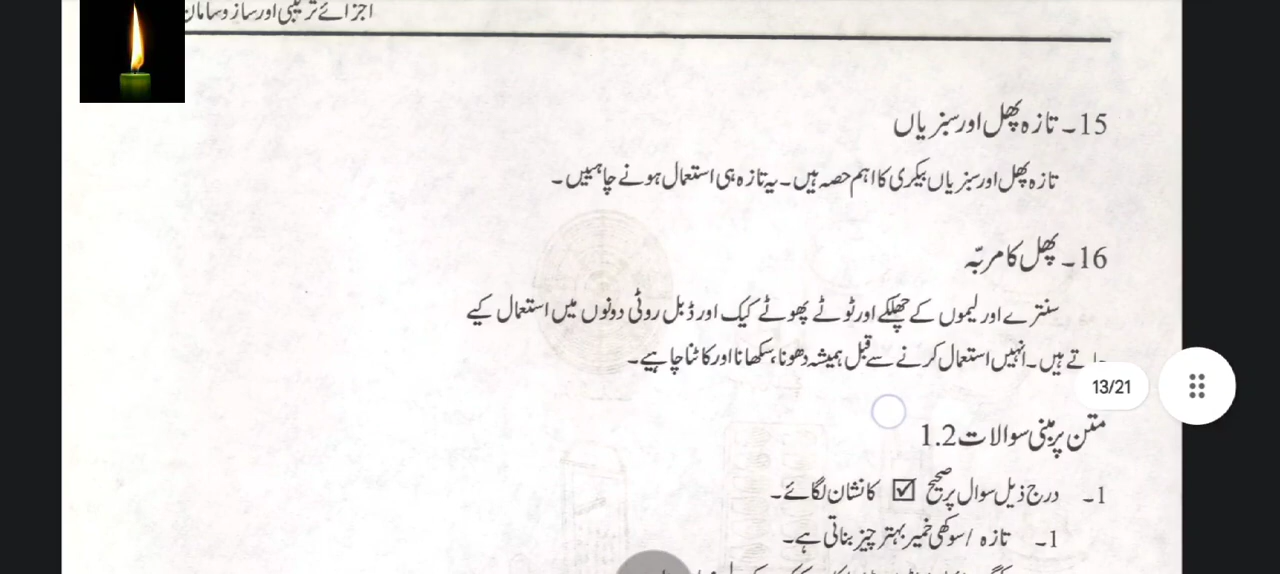 اجزائے ترکیبی اور ساز و سامان
15۔ تازہ پھل اور سبزیاں
تازہ پھل اور سبزیاں بیکری کا اہم حصہ ہیں۔ یہ تازہ ہی استعمال ہونے چاہییں۔
16۔ پھل کا مربّہ
سنترے اور لیموں کے چھلکے اور ٹوٹے پھوٹے کیک اور ڈبل روٹی دونوں میں استعمال کیے
جاتے ہیں۔ انہیں استعمال کرنے سے قبل ہمیشہ دھونا، سکھانا اور کاٹنا چاہیے۔
13/21
متن پر مبنی سوالات 1.2
1۔ درج ذیل سوال پر صحیح ☑ کا نشان لگائے۔
1۔ تازہ / سوکھی خمیر بہتر چیز بناتی ہے۔